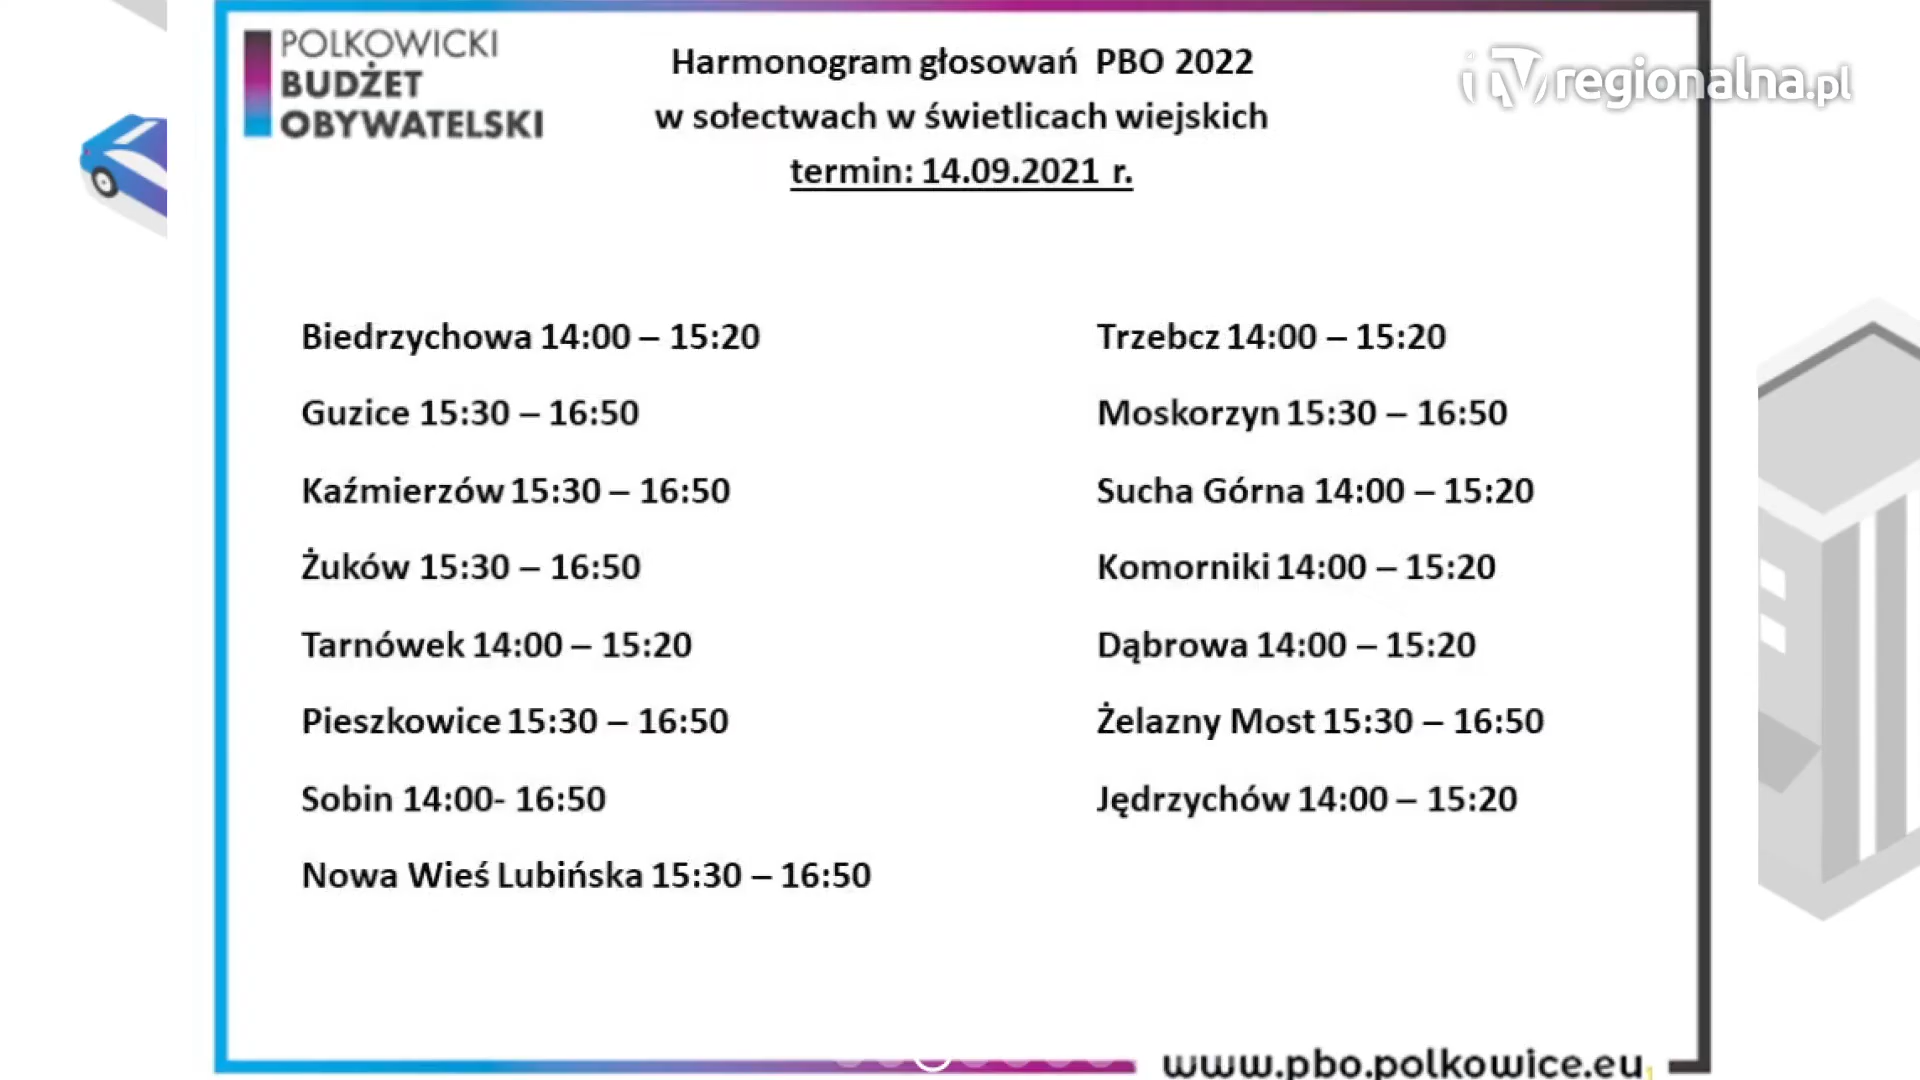 POLKOWICKI
BUDŻET
OBYWATELSKI
Harmonogram głosowań PBO 2022
w sołectwach w świetlicach wiejskich
termin: 14.09.2021 r.
itvregionalna.pl
Biedrzychowa 14:00 – 15:20
Guzice 15:30 – 16:50
Kaźmierzów 15:30 – 16:50
Żuków 15:30 – 16:50
Tarnówek 14:00 – 15:20
Pieszkowice 15:30 – 16:50
Sobin 14:00- 16:50
Nowa Wieś Lubińska 15:30 – 16:50
Trzebcz 14:00 – 15:20
Moskorzyn 15:30 – 16:50
Sucha Górna 14:00 – 15:20
Komorniki 14:00 – 15:20
Dąbrowa 14:00 – 15:20
Żelazny Most 15:30 – 16:50
Jędrzychów 14:00 – 15:20
www.pbo.polkowice.eu
1